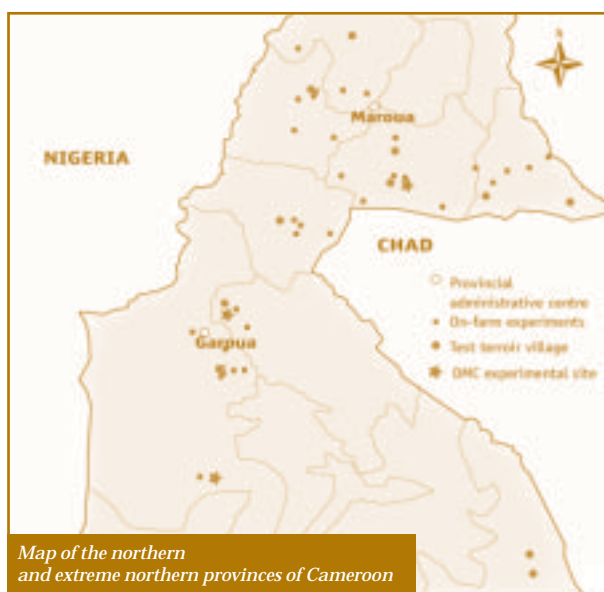 Maroua
NIGERIA
CHAD
Provincial
administrative centre
On-farm experiments
Test terroir village
DMC experimental site
Garoua
Map of the northern
and extreme northern provinces of Cameroon